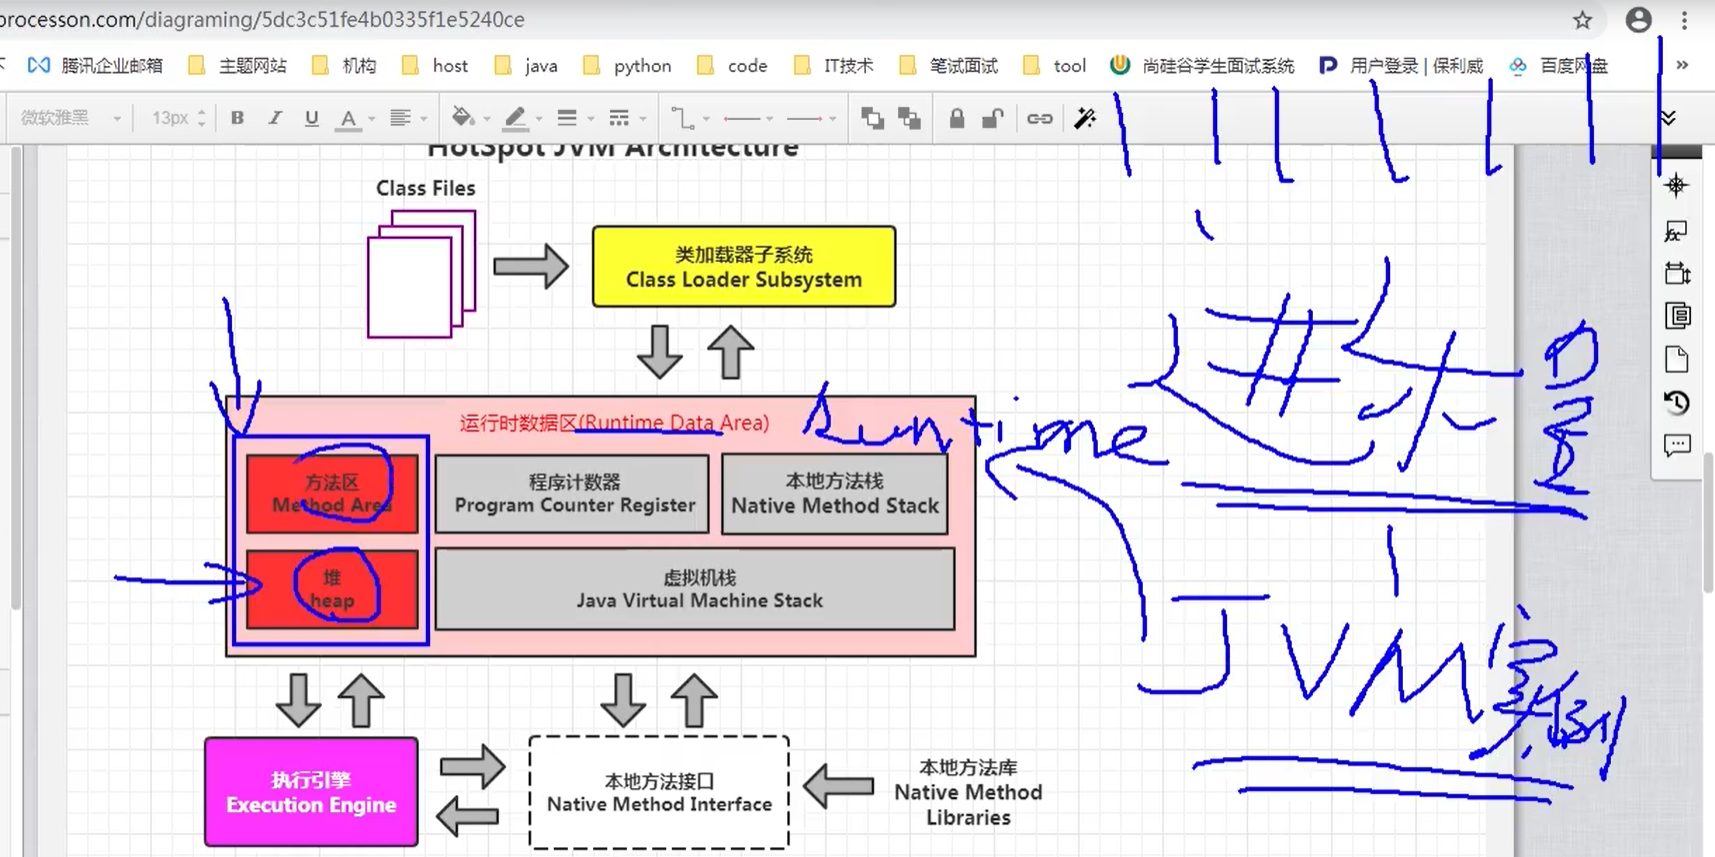 processon.com/diagraming/5dc3c51fe4b0335f1e5240ce
腾讯企业邮箱 主题网站 机构 host java python code IT技术 笔试面试 tool 尚硅谷学生面试系统 用户登录 | 保利威 百度网盘 »
微软雅黑 13px B I U A
HotSpot JVM Architecture
Class Files
类加载器子系统
Class Loader Subsystem
运行时数据区(Runtime Data Area)
Runtime
进程
方法区
Method Area
程序计数器
Program Counter Register
本地方法栈
Native Method Stack
堆
heap
虚拟机栈
Java Virtual Machine Stack
JVM实例
执行引擎
Execution Engine
本地方法接口
Native Method Interface
本地方法库
Native Method
Libraries